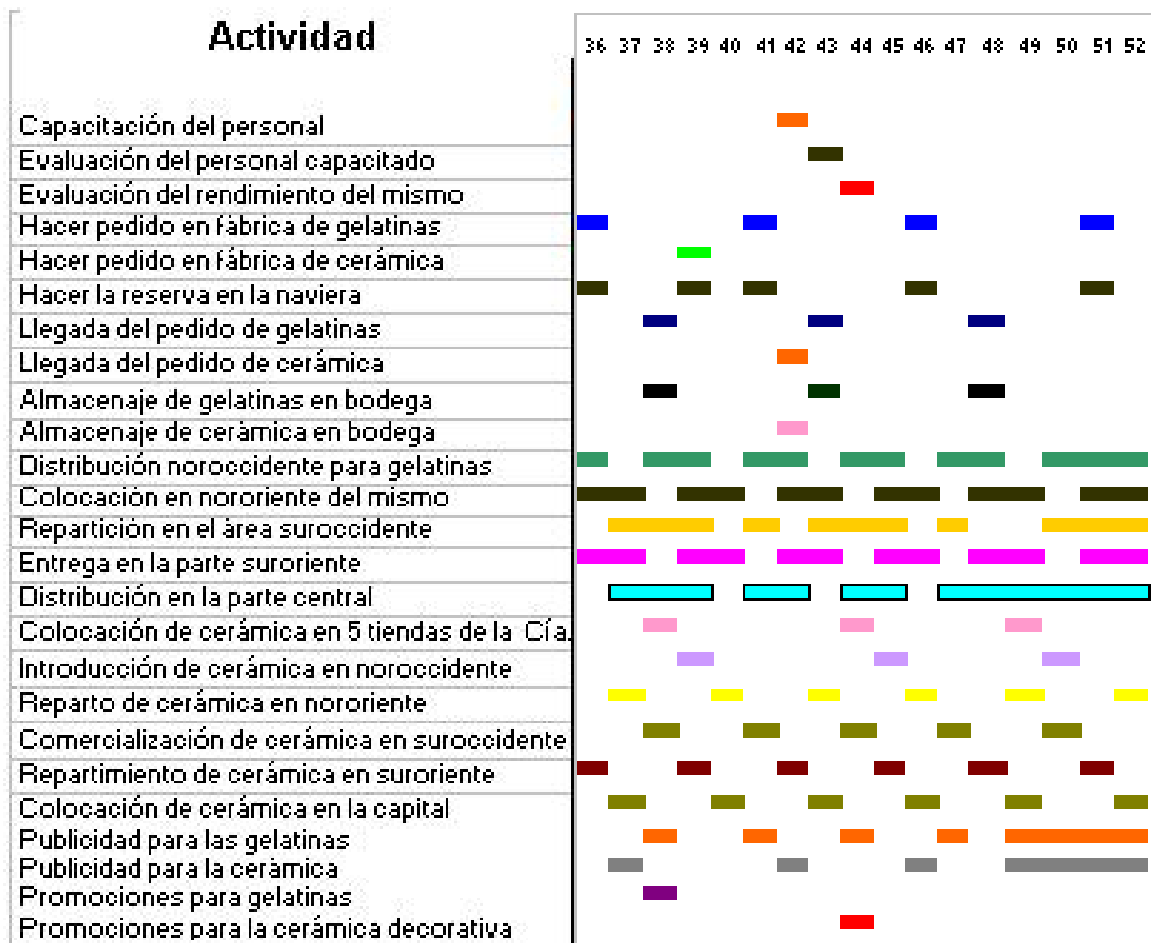 Actividad
36 37 38 39 40 41 42 43 44 45 46 47 48 49 50 51 52
Capacitación del personal
Evaluación del personal capacitado
Evaluación del rendimiento del mismo
Hacer pedido en fábrica de gelatinas
Hacer pedido en fábrica de cerámica
Hacer la reserva en la naviera
Llegada del pedido de gelatinas
Llegada del pedido de cerámica
Almacenaje de gelatinas en bodega
Almacenaje de cerámica en bodega
Distribución noroccidente para gelatinas
Colocación en nororiente del mismo
Repartición en el área suroccidente
Entrega en la parte suroriente
Distribución en la parte central
Colocación de cerámica en 5 tiendas de la Cía.
Introducción de cerámica en noroccidente
Reparto de cerámica en nororiente
Comercialización de cerámica en suroccidente
Repartimiento de cerámica en suroriente
Colocación de cerámica en la capital
Publicidad para las gelatinas
Publicidad para la cerámica
Promociones para gelatinas
Promociones para la cerámica decorativa